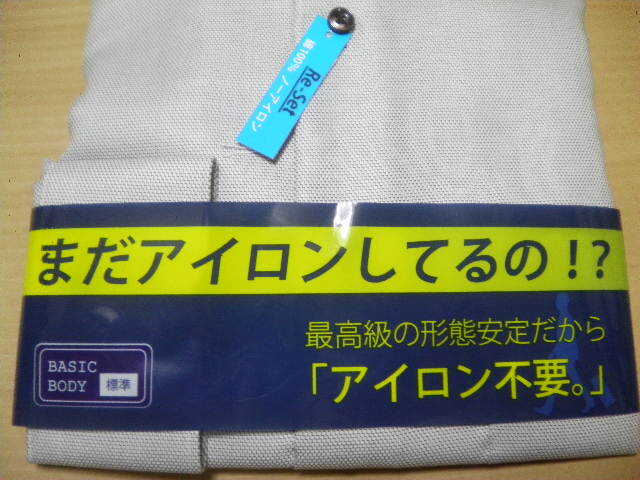 Re-Set
綿100% ノーアイロン
まだアイロンしてるの!?
最高級の形態安定だから
「アイロン不要。」
BASIC
BODY 標準